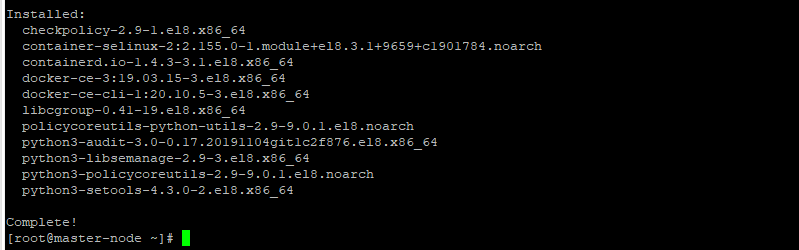 Installed:
checkpolicy-2.9-1.el8.x86_64
container-selinux-2:2.155.0-1.module+el8.3.1+9659+c1901784.noarch
containerd.io-1.4.3-3.1.el8.x86_64
docker-ce-3:19.03.15-3.el8.x86_64
docker-ce-cli-1:20.10.5-3.el8.x86_64
libcgroup-0.41-19.el8.x86_64
policycoreutils-python-utils-2.9-9.0.1.el8.noarch
python3-audit-3.0-0.17.20191104git1c2f876.el8.x86_64
python3-libsemanage-2.9-3.el8.x86_64
python3-policycoreutils-2.9-9.0.1.el8.noarch
python3-setools-4.3.0-2.el8.x86_64
Complete!
[root@master-node ~]#